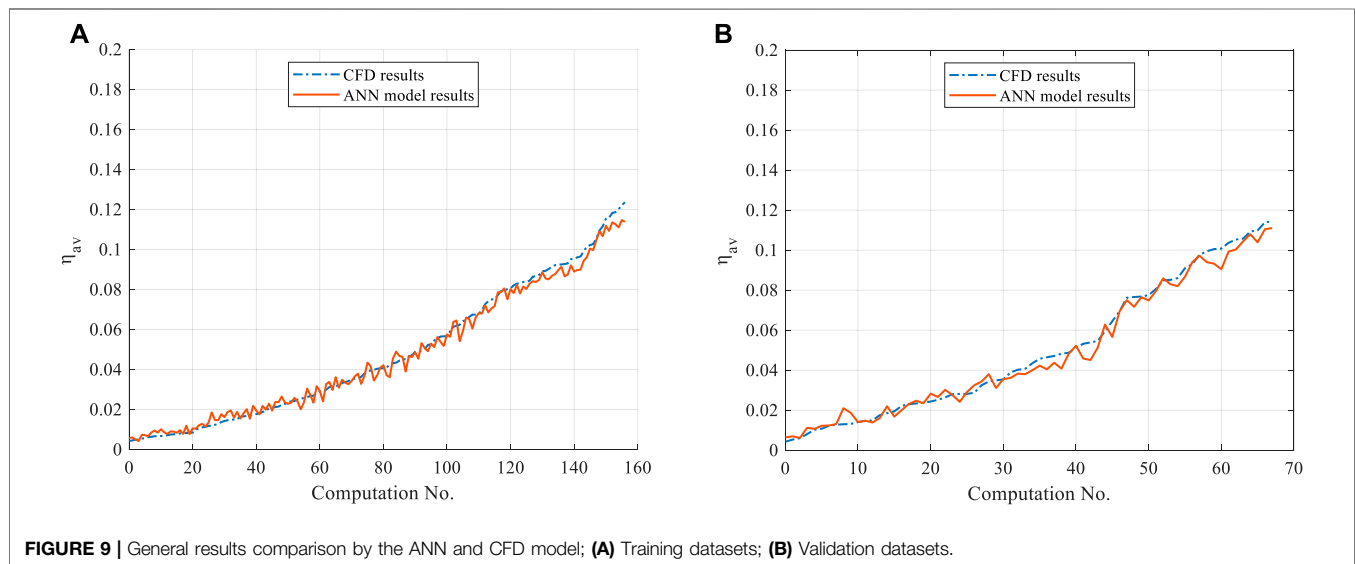 A
0.2
0.18
0.16
0.14
0.12
0.1
0.08
0.06
0.04
0.02
0
ηav
CFD results
ANN model results
0 20 40 60 80 100 120 140 160
Computation No.
B
0.2
0.18
0.16
0.14
0.12
0.1
0.08
0.06
0.04
0.02
0
ηav
CFD results
ANN model results
0 10 20 30 40 50 60 70
Computation No.
FIGURE 9 | General results comparison by the ANN and CFD model; (A) Training datasets; (B) Validation datasets.